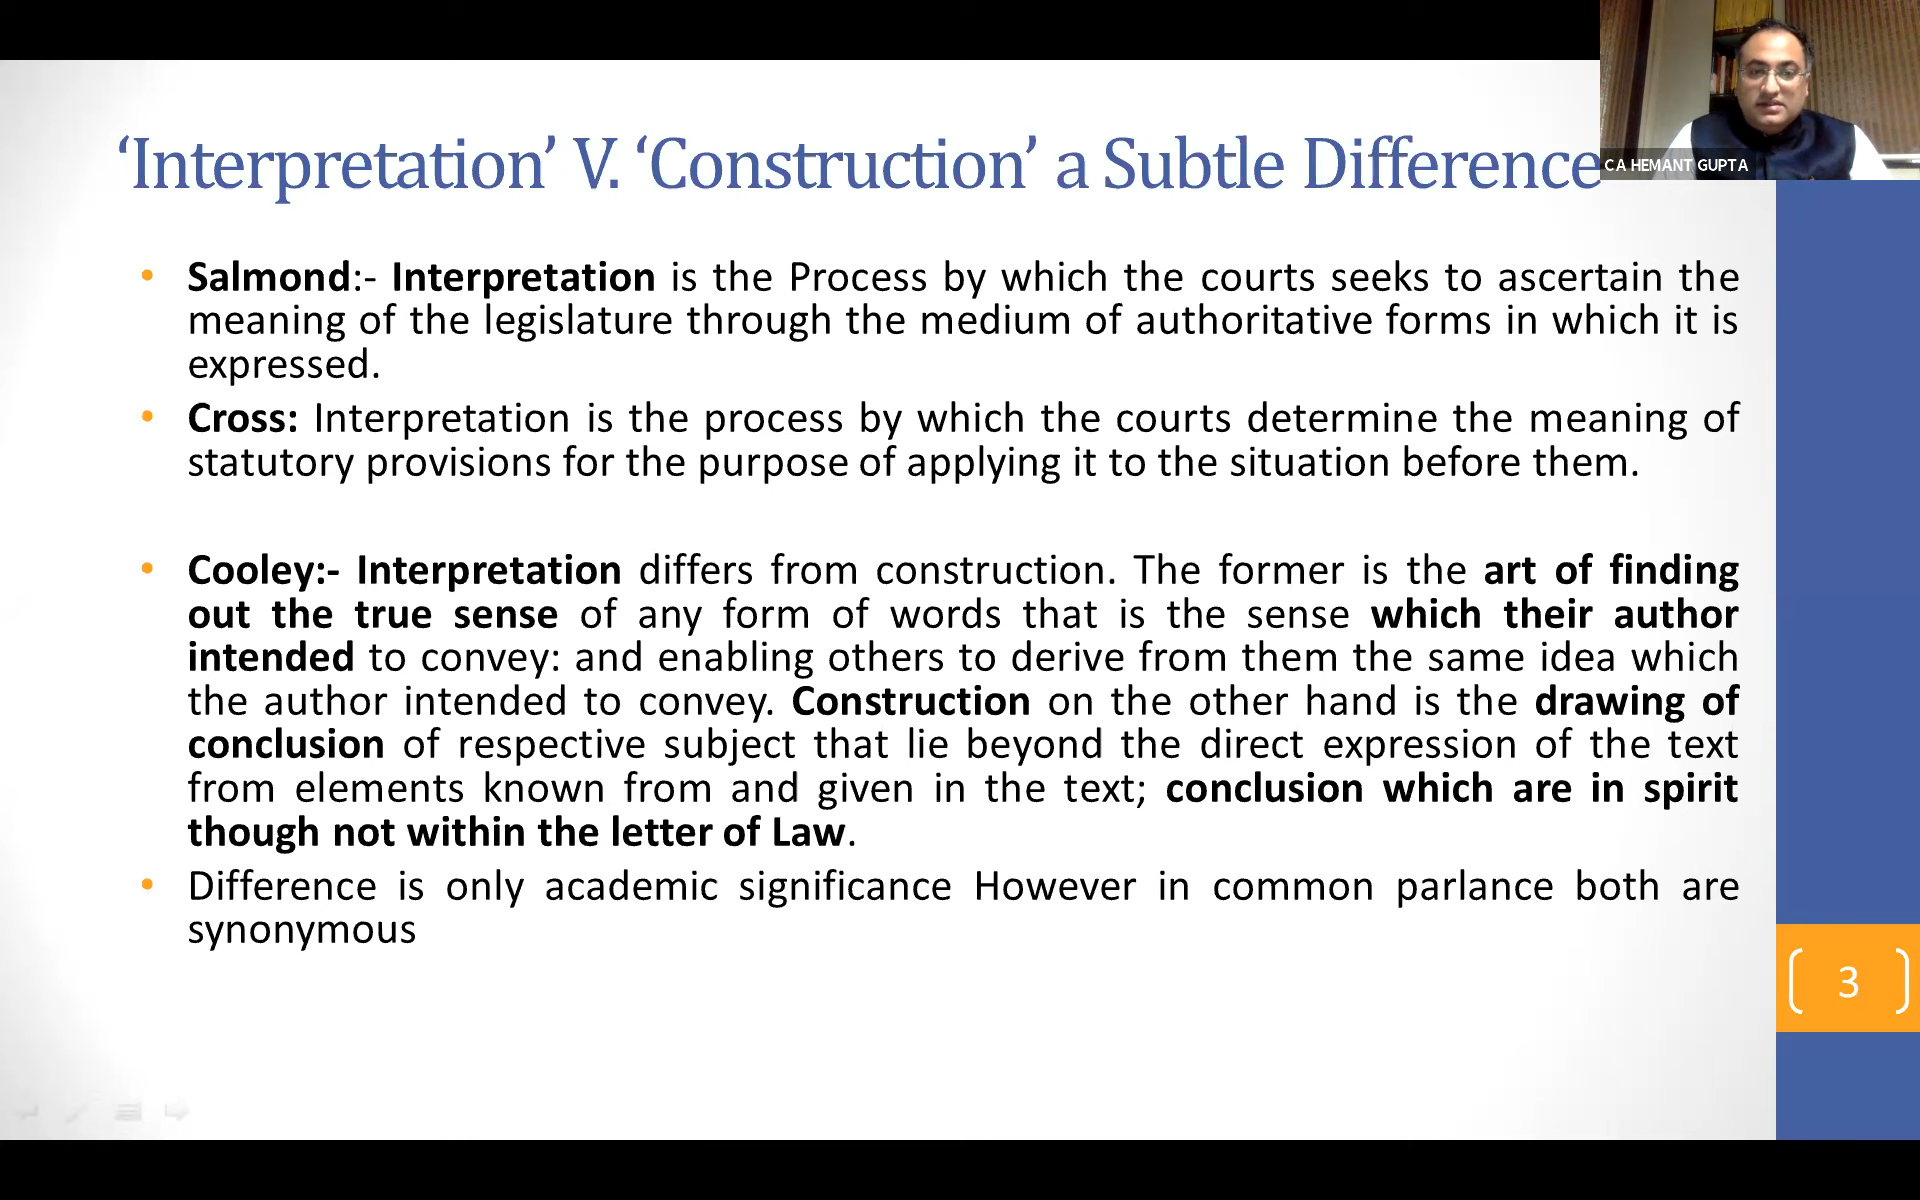 ‘Interpretation’ V. ‘Construction’ a Subtle Difference
CA HEMANT GUPTA
• Salmond:- Interpretation is the Process by which the courts seeks to ascertain the
meaning of the legislature through the medium of authoritative forms in which it is
expressed.
• Cross: Interpretation is the process by which the courts determine the meaning of
statutory provisions for the purpose of applying it to the situation before them.
• Cooley:- Interpretation differs from construction. The former is the art of finding
out the true sense of any form of words that is the sense which their author
intended to convey: and enabling others to derive from them the same idea which
the author intended to convey. Construction on the other hand is the drawing of
conclusion of respective subject that lie beyond the direct expression of the text
from elements known from and given in the text; conclusion which are in spirit
though not within the letter of Law.
• Difference is only academic significance However in common parlance both are
synonymous
3